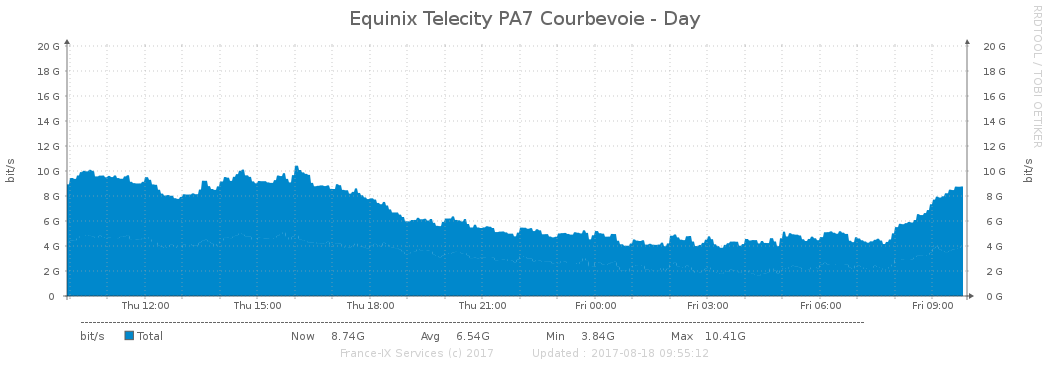 Equinix Telecity PA7 Courbevoie - Day
RRDTOOL / TOBI OETIKER
bit/s
20 G 20 G
18 G 18 G
16 G 16 G
14 G 14 G
12 G 12 G
10 G 10 G
8 G 8 G
6 G 6 G
4 G 4 G
2 G 2 G
0 0 G
bit/s
Thu 12:00 Thu 15:00 Thu 18:00 Thu 21:00 Fri 00:00 Fri 03:00 Fri 06:00 Fri 09:00
bit/s Total Now 8.74G Avg 6.54G Min 3.84G Max 10.41G
France-IX Services (c) 2017 Updated : 2017-08-18 09:55:12